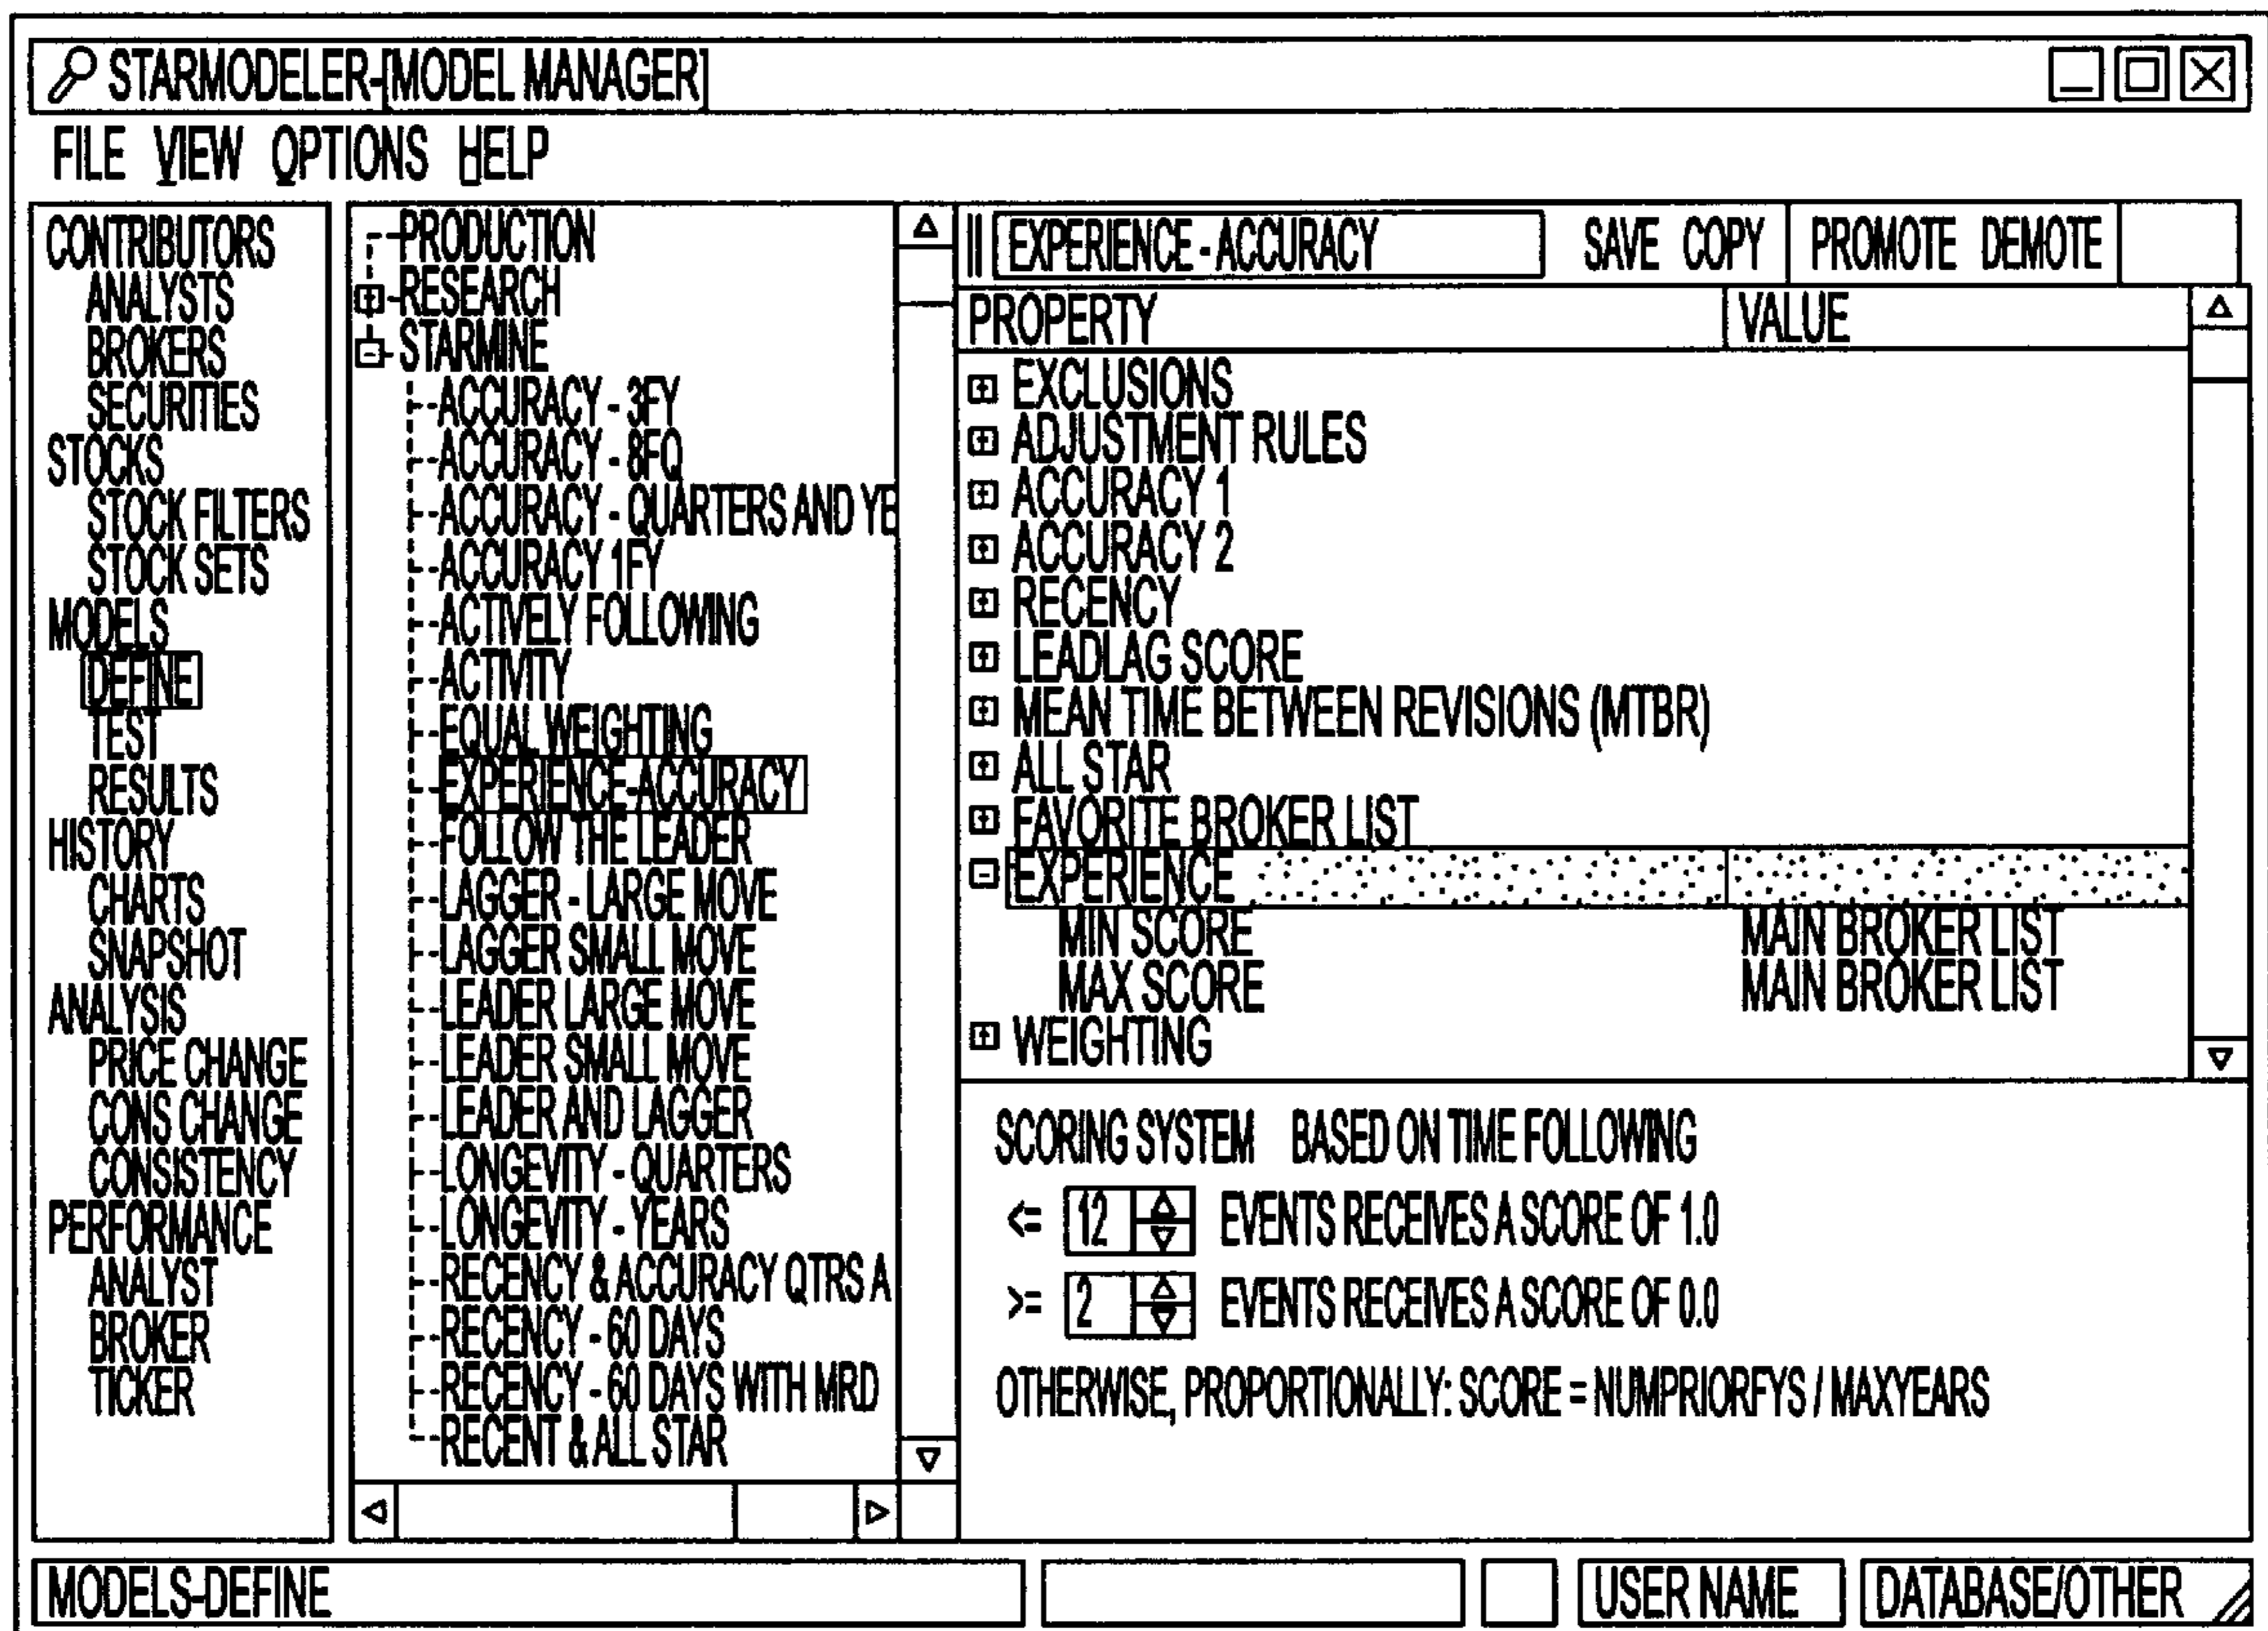 STARMODELER-[MODEL MANAGER]
FILE VIEW OPTIONS HELP
CONTRIBUTORS
ANALYSTS
BROKERS
SECURITIES
STOCKS
STOCK FILTERS
STOCK SETS
MODELS
DEFINE
TEST
RESULTS
HISTORY
CHARTS
SNAPSHOT
ANALYSIS
PRICE CHANGE
CONS CHANGE
CONSISTENCY
PERFORMANCE
ANALYST
BROKER
TICKER
PRODUCTION
RESEARCH
STARMINE
ACCURACY - 3FY
ACCURACY - 8FQ
ACCURACY - QUARTERS AND YE
ACCURACY 1FY
ACTIVELY FOLLOWING
ACTIVITY
EQUAL WEIGHTING
EXPERIENCE-ACCURACY
FOLLOW THE LEADER
LAGGER - LARGE MOVE
LAGGER SMALL MOVE
LEADER LARGE MOVE
LEADER SMALL MOVE
LEADER AND LAGGER
LONGEVITY - QUARTERS
LONGEVITY - YEARS
RECENCY & ACCURACY QTRS A
RECENCY - 60 DAYS
RECENCY - 60 DAYS WITH MRD
RECENT & ALL STAR
EXPERIENCE - ACCURACY SAVE COPY PROMOTE DEMOTE
PROPERTY VALUE
EXCLUSIONS
ADJUSTMENT RULES
ACCURACY 1
ACCURACY 2
RECENCY
LEADLAG SCORE
MEAN TIME BETWEEN REVISIONS (MTBR)
ALL STAR
FAVORITE BROKER LIST
EXPERIENCE
MIN SCORE MAIN BROKER LIST
MAX SCORE MAIN BROKER LIST
WEIGHTING
SCORING SYSTEM BASED ON TIME FOLLOWING
<= 12 EVENTS RECEIVES A SCORE OF 1.0
>= 2 EVENTS RECEIVES A SCORE OF 0.0
OTHERWISE, PROPORTIONALLY: SCORE = NUMPRIORFYS / MAXYEARS
MODELS-DEFINE USER NAME DATABASE/OTHER